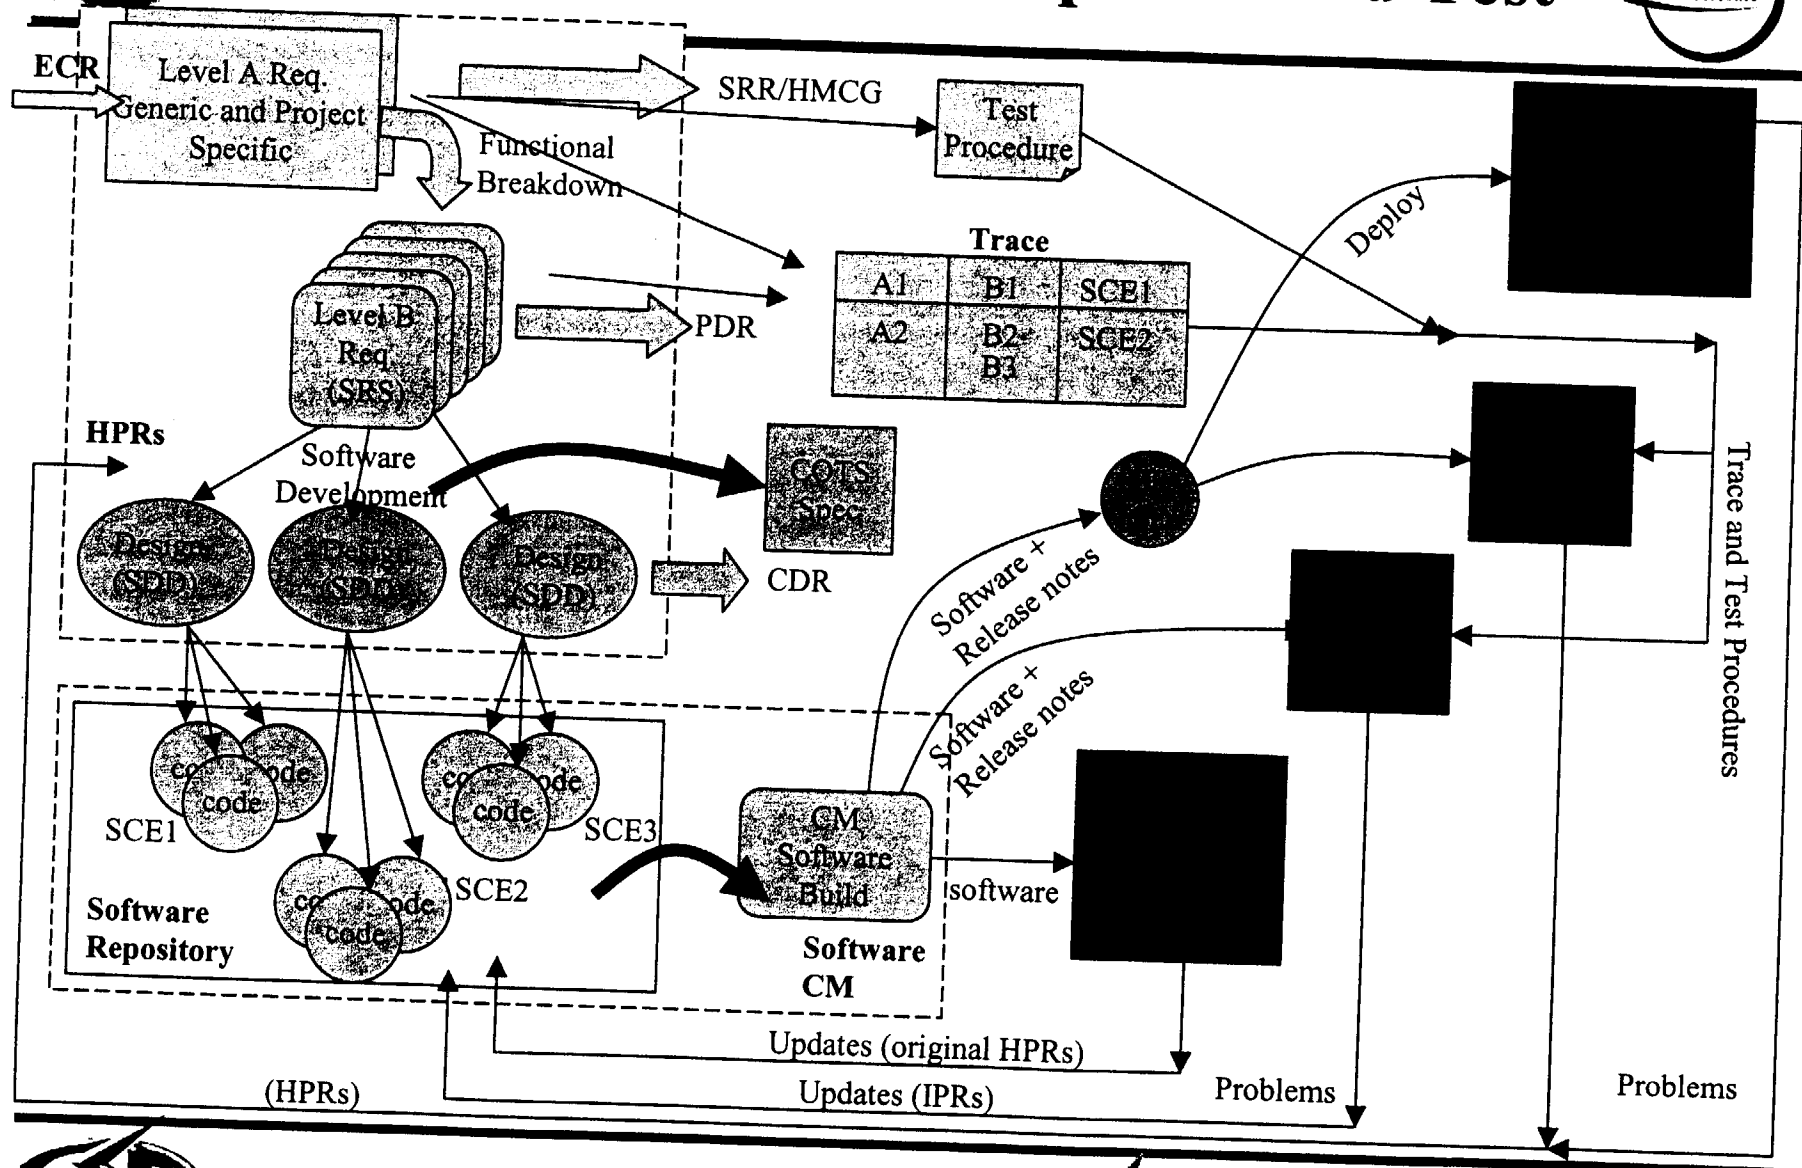 Test
ECR
Level A Req.
Generic and Project
Specific
SRR/HMCG
Test
Procedure
Functional
Breakdown
Deploy
Trace
A1 B1 SCE1
A2 B2 SCE2
B3
Level B
Req.
(SRS)
PDR
HPRs
Software
Development
COTS
Spec
Design
(SDD)
Design
(SDD)
Design
(SDD)
CDR
Software +
Release notes
Software +
Release notes
Trace and Test Procedures
code
code
SCE1
SCE3
code
SCE2
Software
Repository
CM
Software
Build
software
Software
CM
Updates (original HPRs)
(HPRs)
Updates (IPRs)
Problems
Problems